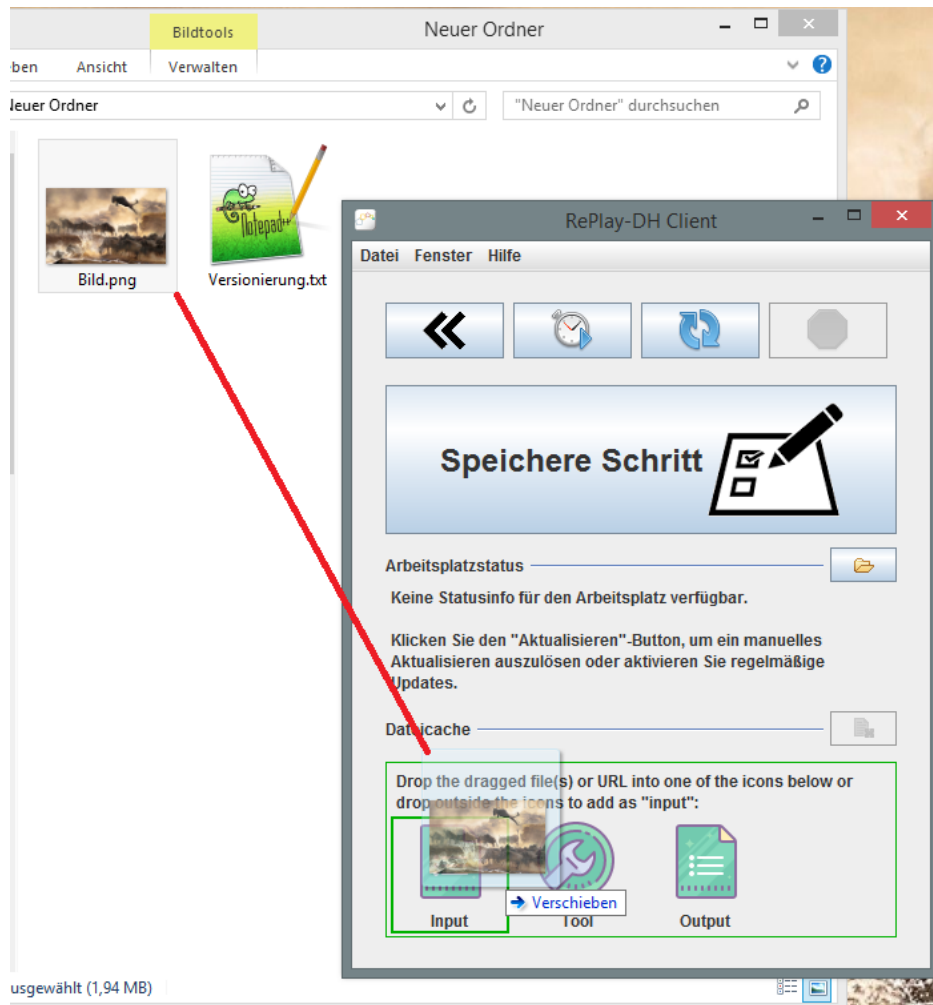 Bildtools
Neuer Ordner
ben Ansicht Verwalten
Neuer Ordner
"Neuer Ordner" durchsuchen
Notepad++
Bild.png
Versionierung.txt
RePlay-DH Client
Datei Fenster Hilfe
Speichere Schritt
Arbeitsplatzstatus
Keine Statusinfo für den Arbeitsplatz verfügbar.
Klicken Sie den "Aktualisieren"-Button, um ein manuelles
Aktualisieren auszulösen oder aktivieren Sie regelmäßige
Updates.
Dateicache
Drop the dragged file(s) or URL into one of the icons below or
drop outside the icons to add as "input":
Verschieben
Input Tool Output
usgewählt (1,94 MB)